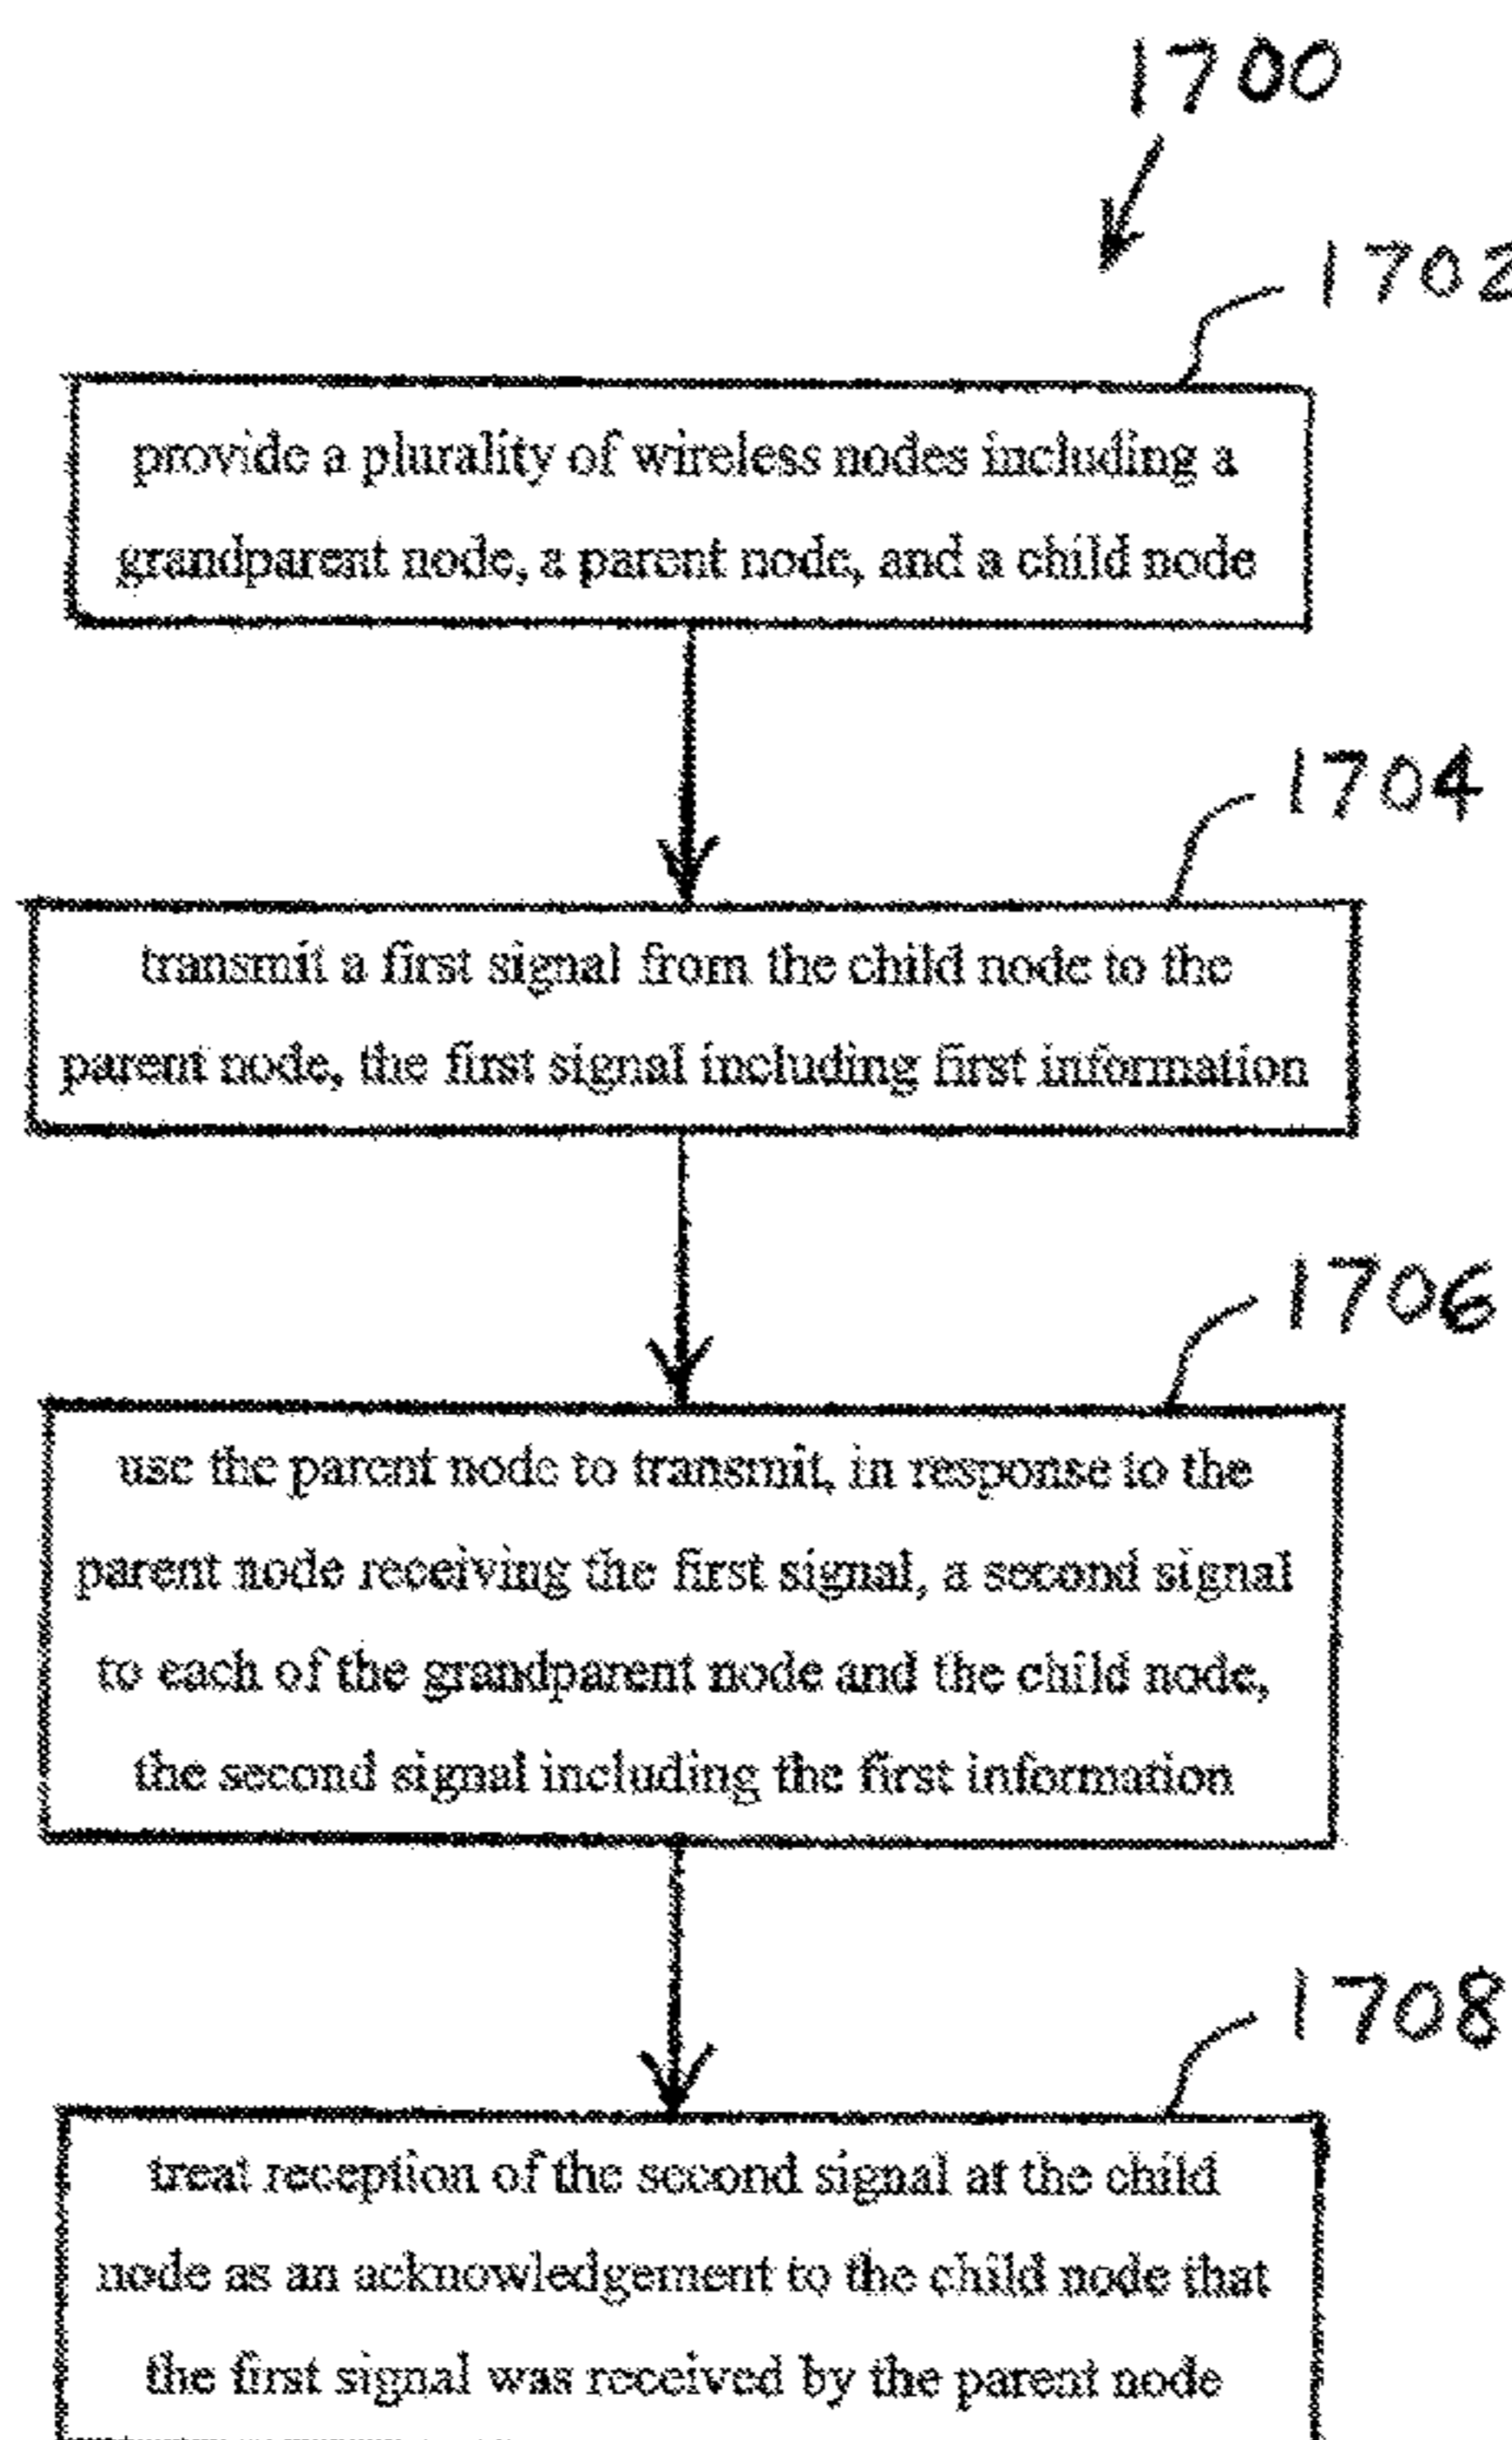 1700
1702
provide a plurality of wireless nodes including a
grandparent node, a parent node, and a child node
1704
transmit a first signal from the child node to the
parent node, the first signal including first information
1706
use the parent node to transmit, in response to the
parent node receiving the first signal, a second signal
to each of the grandparent node and the child node,
the second signal including the first information
1708
treat reception of the second signal at the child
node as an acknowledgement to the child node that
the first signal was received by the parent node